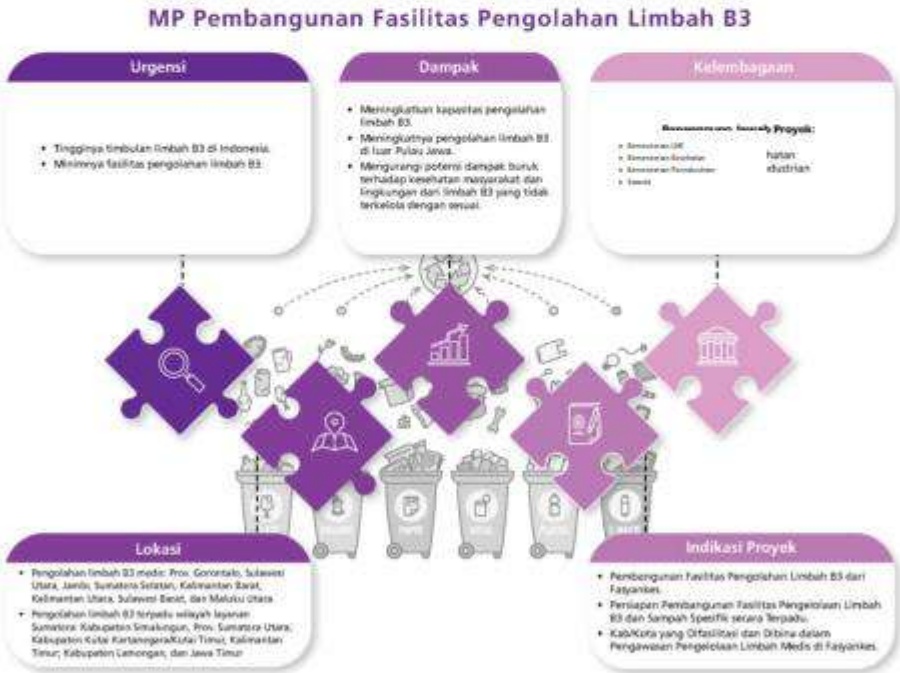 MP Pembangunan Fasilitas Pengolahan Limbah B3
Urgensi
• Tingginya timbulan limbah B3 di Indonesia.
• Minimnya fasilitas pengolahan limbah B3.
Dampak
• Meningkatkan kapasitas pengolahan
limbah B3.
• Meningkatnya pengolahan limbah B3
di luar Pulau Jawa.
• Mengurangi potensi dampak buruk
terhadap kesehatan masyarakat dan
lingkungan dari limbah B3 yang tidak
terkelola dengan sesuai.
Kelembagaan
Proyek:
• Kementerian
• Kementerian Kesehatan
• Kementerian Perindustrian
• Swasta
hatan
dustrian
Lokasi
• Pengolahan limbah B3 medis: Prov. Gorontalo, Sulawesi
Utara, Jambi, Sumatera Selatan, Kalimantan Barat,
Kalimantan Utara, Sulawesi Barat, dan Maluku Utara
• Pengolahan limbah B3 terpadu wilayah layanan
Sumatera: Kabupaten Simalungun, Prov. Sumatera Utara;
Kabupaten Kutai Kartanegara/Kutai Timur, Kalimantan
Timur; Kabupaten Lamongan, dan Jawa Timur
Indikasi Proyek
• Pembangunan Fasilitas Pengolahan Limbah B3 dari
Fasyankes.
• Persiapan Pembangunan Fasilitas Pengelolaan Limbah
B3 dan Sampah Spesifik secara Terpadu.
• Kab/Kota yang Difasilitasi dan Dibina dalam
Pengawasan Pengelolaan Limbah Medis di Fasyankes.